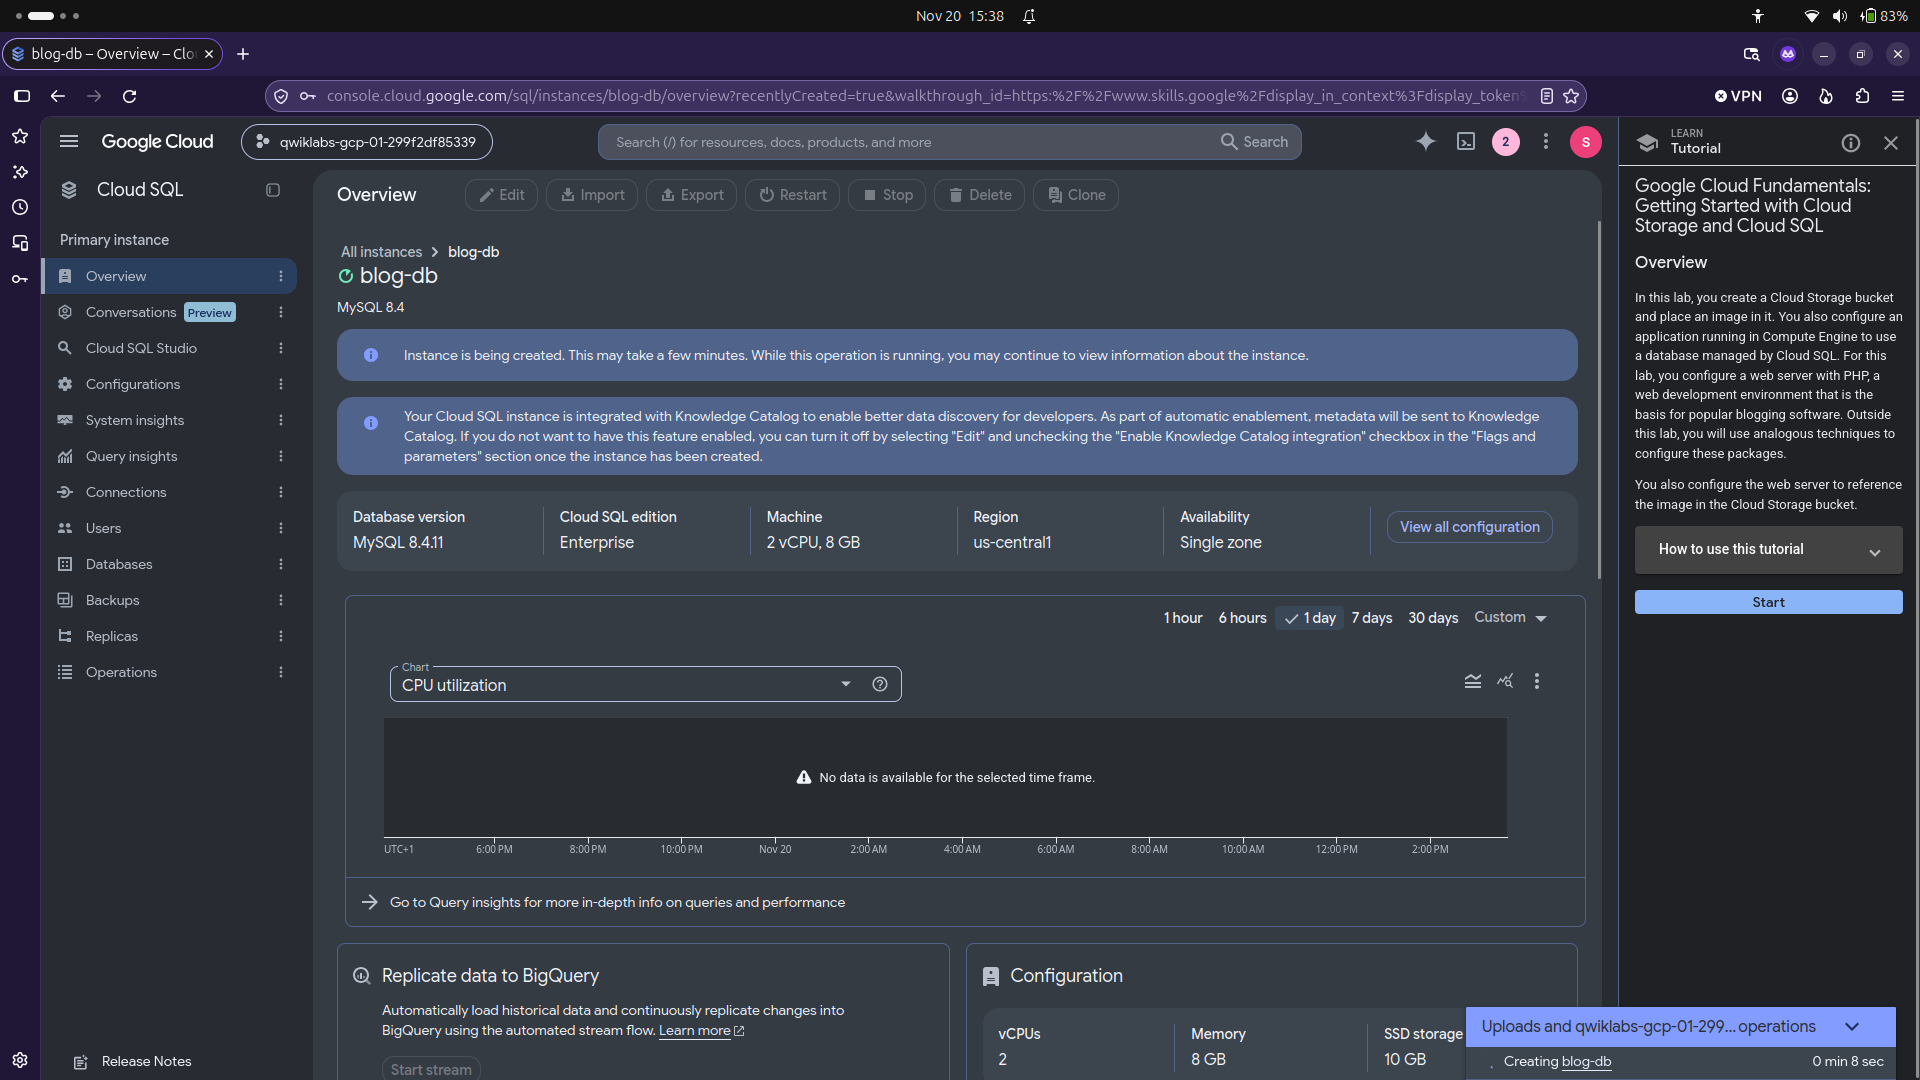 Nov 20 15:38
83%
blog-db – Overview – Clo
console.cloud.google.com/sql/instances/blog-db/overview?recentlyCreated=true&walkthrough_id=https:%2F%2Fwww.skills.google%2Fdisplay_in_context%3Fdisplay_token%
VPN
Google Cloud
qwiklabs-gcp-01-299f2df85339
Search (/) for resources, docs, products, and more
Search
2
S
LEARN
Tutorial
Cloud SQL
Primary instance
Overview
Conversations Preview
Cloud SQL Studio
Configurations
System insights
Query insights
Connections
Users
Databases
Backups
Replicas
Operations
Release Notes
Overview
Edit
Import
Export
Restart
Stop
Delete
Clone
All instances > blog-db
blog-db
MySQL 8.4
Instance is being created. This may take a few minutes. While this operation is running, you may continue to view information about the instance.
Your Cloud SQL instance is integrated with Knowledge Catalog to enable better data discovery for developers. As part of automatic enablement, metadata will be sent to Knowledge
Catalog. If you do not want to have this feature enabled, you can turn it off by selecting "Edit" and unchecking the "Enable Knowledge Catalog integration" checkbox in the "Flags and
parameters" section once the instance has been created.
Database version
MySQL 8.4.11
Cloud SQL edition
Enterprise
Machine
2 vCPU, 8 GB
Region
us-central1
Availability
Single zone
View all configuration
1 hour
6 hours
1 day
7 days
30 days
Custom
Chart
CPU utilization
No data is available for the selected time frame.
UTC+1
6:00 PM
8:00 PM
10:00 PM
Nov 20
2:00 AM
4:00 AM
6:00 AM
8:00 AM
10:00 AM
12:00 PM
2:00 PM
Go to Query insights for more in-depth info on queries and performance
Replicate data to BigQuery
Automatically load historical data and continuously replicate changes into
BigQuery using the automated stream flow. Learn more
Start stream
Configuration
vCPUs
2
Memory
8 GB
SSD storage
10 GB
Google Cloud Fundamentals:
Getting Started with Cloud
Storage and Cloud SQL
Overview
In this lab, you create a Cloud Storage bucket
and place an image in it. You also configure an
application running in Compute Engine to use
a database managed by Cloud SQL. For this
lab, you configure a web server with PHP, a
web development environment that is the
basis for popular blogging software. Outside
this lab, you will use analogous techniques to
configure these packages.
You also configure the web server to reference
the image in the Cloud Storage bucket.
How to use this tutorial
Start
Uploads and qwiklabs-gcp-01-299... operations
Creating blog-db
0 min 8 sec